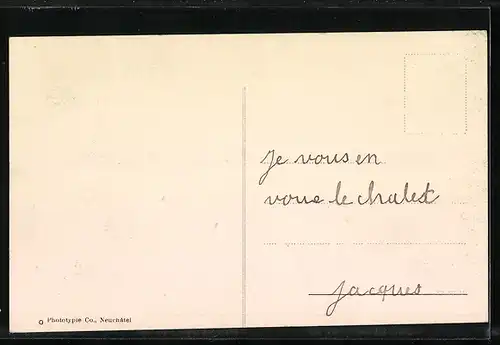 Je vous en
voue le chalet
Jacques
Phototypie Co., Neuchâtel